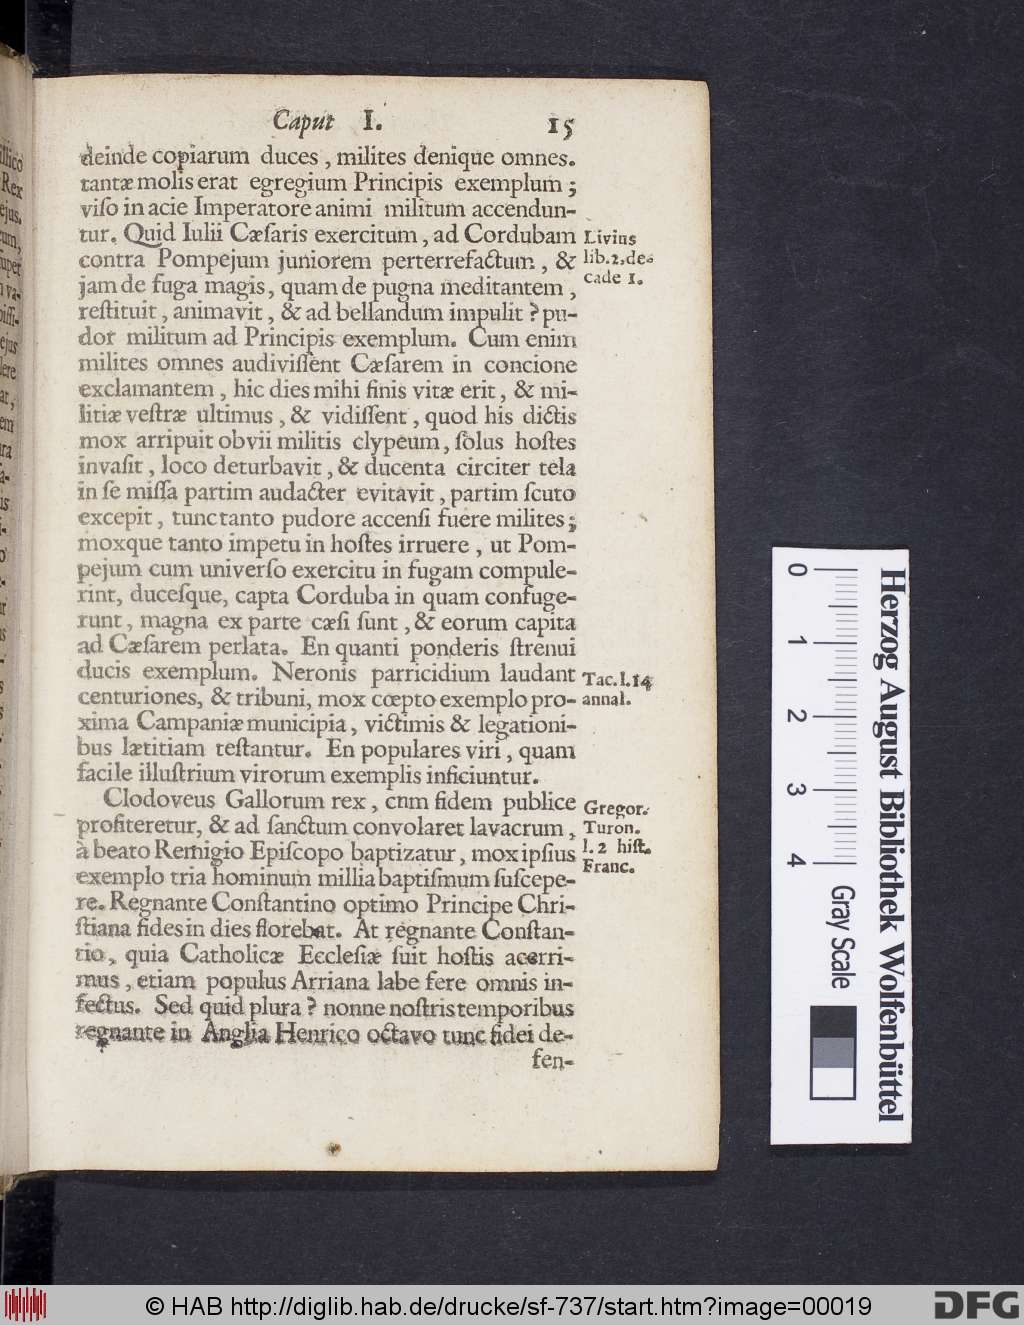 Caput I. 15
deinde copiarum duces, milites denique omnes.
tantæ molis erat egregium Principis exemplum;
viſo in acie Imperatore animi militum accendun-
tur. Quid Iulii Cæſaris exercitum, ad Cordubam
contra Pompejum juniorem perterrefactum, &
jam de fuga magis, quam de pugna meditantem,
reſtituit, animavit, & ad bellandum impulit? pu-
dor militum ad Principis exemplum. Cum enim
milites omnes audiviſſent Cæſarem in concione
exclamantem, hic dies mihi finis vitæ erit, & mi-
litiæ veſtræ ultimus, & vidiſſent, quod his dictis
mox arripuit obvii militis clypeum, ſolus hoſtes
invaſit, loco deturbavit, & ducenta circiter tela
in ſe miſſa partim audacter evitavit, partim ſcuto
excepit, tunc tanto pudore accenſi fuere milites;
moxque tanto impetu in hoſtes irruere, ut Pom-
pejum cum univerſo exercitu in fugam compule-
rint, duceſque, capta Corduba in quam confuge-
runt, magna ex parte cæſi ſunt, & eorum capita
ad Cæſarem perlata. En quanti ponderis ſtrenui
ducis exemplum. Neronis parricidium laudant
centuriones, & tribuni, mox cœpto exemplo pro-
xima Campaniæ municipia, victimis & legationi-
bus lætitiam teſtantur. En populares viri, quam
facile illuſtrium virorum exemplis inficiuntur.
Clodoveus Gallorum rex, cnm fidem publice
profiteretur, & ad ſanctum convolaret lavacrum,
à beato Remigio Epiſcopo baptizatur, mox ipſius
exemplo tria hominum millia baptiſmum ſuſcepe-
re. Regnante Conſtantino optimo Principe Chri-
ſtiana fides in dies florebat. At regnante Conſtan-
tio, quia Catholicæ Eccleſiæ fuit hoſtis acerri-
mus, etiam populus Arriana labe fere omnis in-
fectus. Sed quid plura? nonne noſtris temporibus
regnante in Anglia Henrico octavo tunc fidei de-
fen-
Livius
lib. 2. de-
cade 1.
Tac. l. 14
annal.
Gregor.
Turon.
l. 2 hiſt.
Franc.
illico
Rex
ejus.
0 1 2 3 4 Gray Scale
Herzog August Bibliothek Wolfenbüttel
© HAB http://diglib.hab.de/drucke/sf-737/start.htm?image=00019
DFG